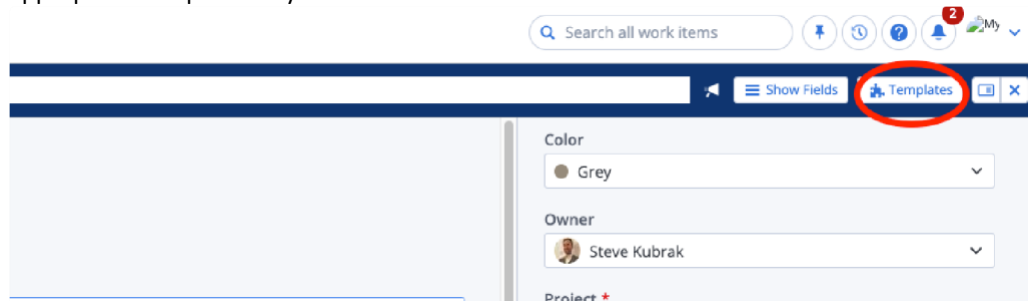 Search all work items
2
My
Show Fields
Templates
Color
Grey
Owner
Steve Kubrak
Project *